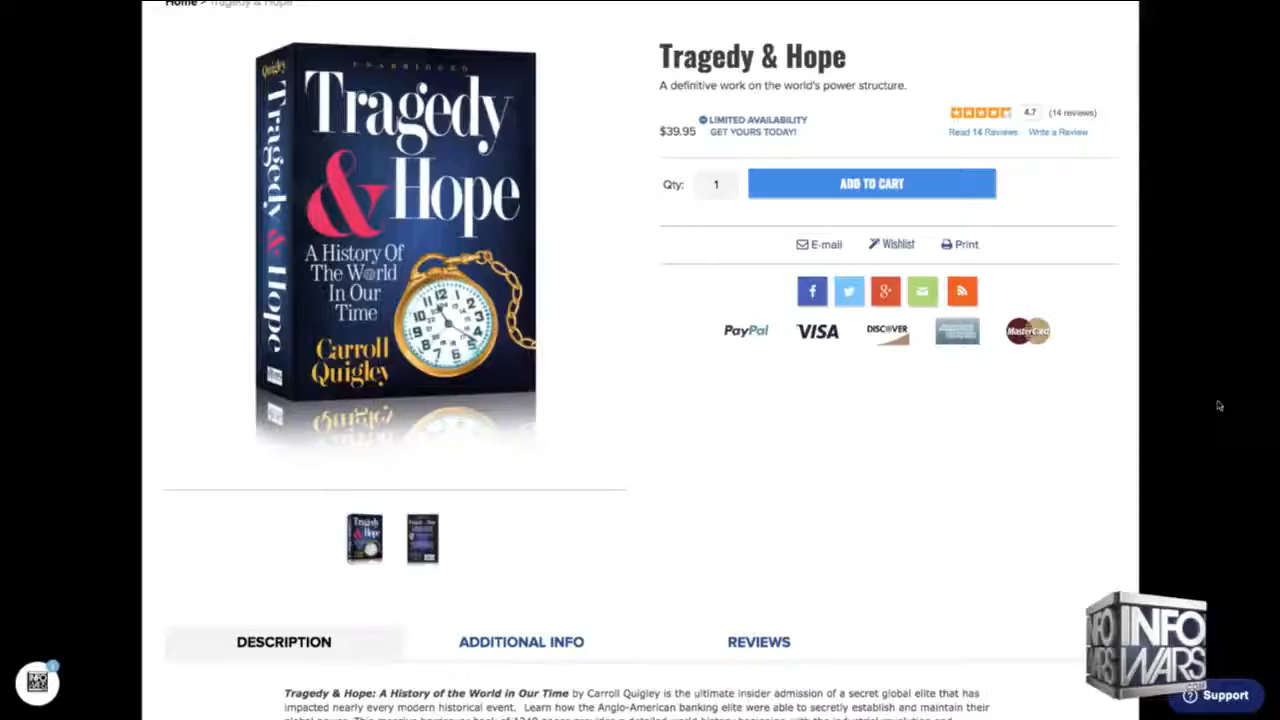 Home > Tragedy & Hope
UNABRIDGED
Quigley
Tragedy
& Hope
Tragedy & Hope
A History Of
The World
In Our
Time
Carroll
Quigley
Tragedy & Hope
A definitive work on the world's power structure.
$39.95
LIMITED AVAILABILITY
GET YOURS TODAY!
4.7
(14 reviews)
Read 14 Reviews
Write a Review
Qty:
1
ADD TO CART
E-mail
Wishlist
Print
PayPal
VISA
DISCOVER
MasterCard
DESCRIPTION
ADDITIONAL INFO
REVIEWS
Tragedy & Hope: A History of the World in Our Time by Carroll Quigley is the ultimate insider admission of a secret global elite that has
impacted nearly every modern historical event. Learn how the Anglo-American banking elite were able to secretly establish and maintain their
INFO
WARS
.COM
Support